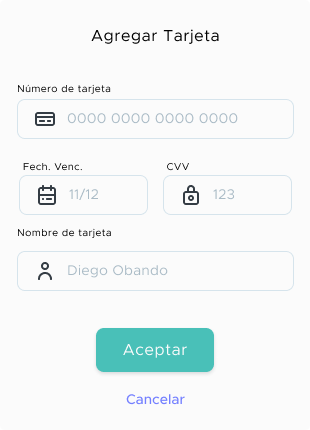 Agregar Tarjeta
Número de tarjeta
0000 0000 0000 0000
Fech. Venc. CVV
11/12 123
Nombre de tarjeta
Diego Obando
Aceptar
Cancelar